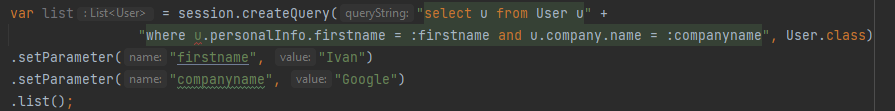 var list : List<User> = session.createQuery( queryString: "select u from User u" +
"where u.personalInfo.firstname = :firstname and u.company.name = :companyname", User.class)
.setParameter( name: "firstname", value: "Ivan")
.setParameter( name: "companyname", value: "Google")
.list();